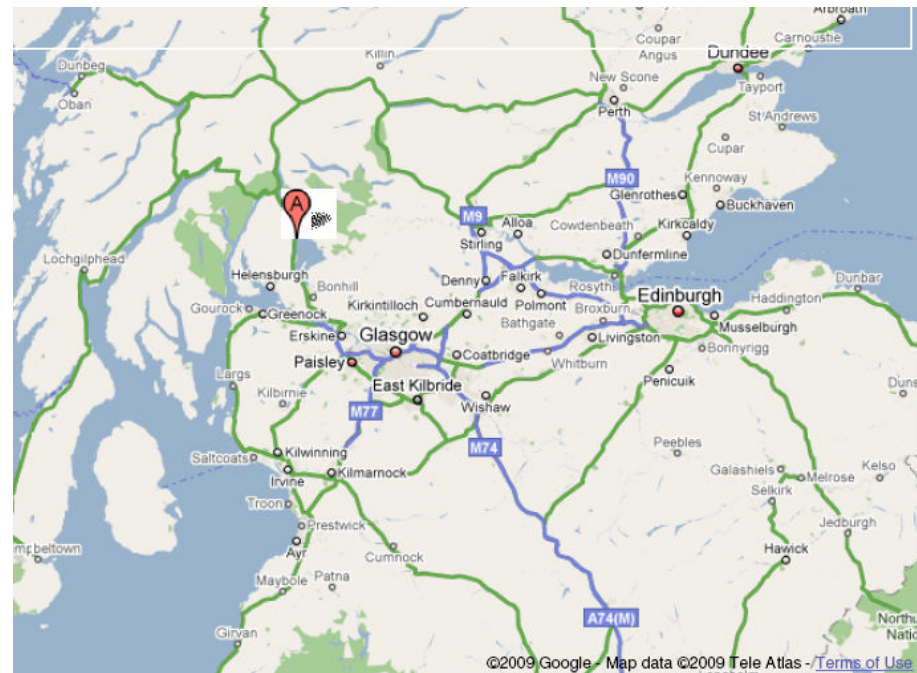 Arbroath
Killin
Coupar
Angus
Carnoustie
Dundee
Dunbeg
New Scone
Tayport
Oban
Perth
St Andrews
Cupar
M90
Kennoway
Glenrothes
A
Buckhaven
M9
Alloa
Cowdenbeath
Kirkcaldy
Stirling
Lochgilphead
Dunfermline
Helensburgh
Denny
Falkirk
Rosyth
Dunbar
Bonhill
Edinburgh
Haddington
Gourock
Kirkintilloch
Cumbernauld
Polmont
Broxburn
Greenock
Musselburgh
Erskine
Glasgow
Bathgate
Livingston
Bonnyrigg
Paisley
Coatbridge
Whitburn
Largs
East Kilbride
Penicuik
Kilbirnie
Wishaw
Duns
M77
M74
Peebles
Kilwinning
Saltcoats
Kilmarnock
Galashiels
Kelso
Irvine
Melrose
Selkirk
Troon
Prestwick
Jedburgh
mpbeltown
Ayr
Cumnock
Hawick
Maybole
Patna
A74(M)
North
Natio
Girvan
©2009 Google - Map data ©2009 Tele Atlas - Terms of Use